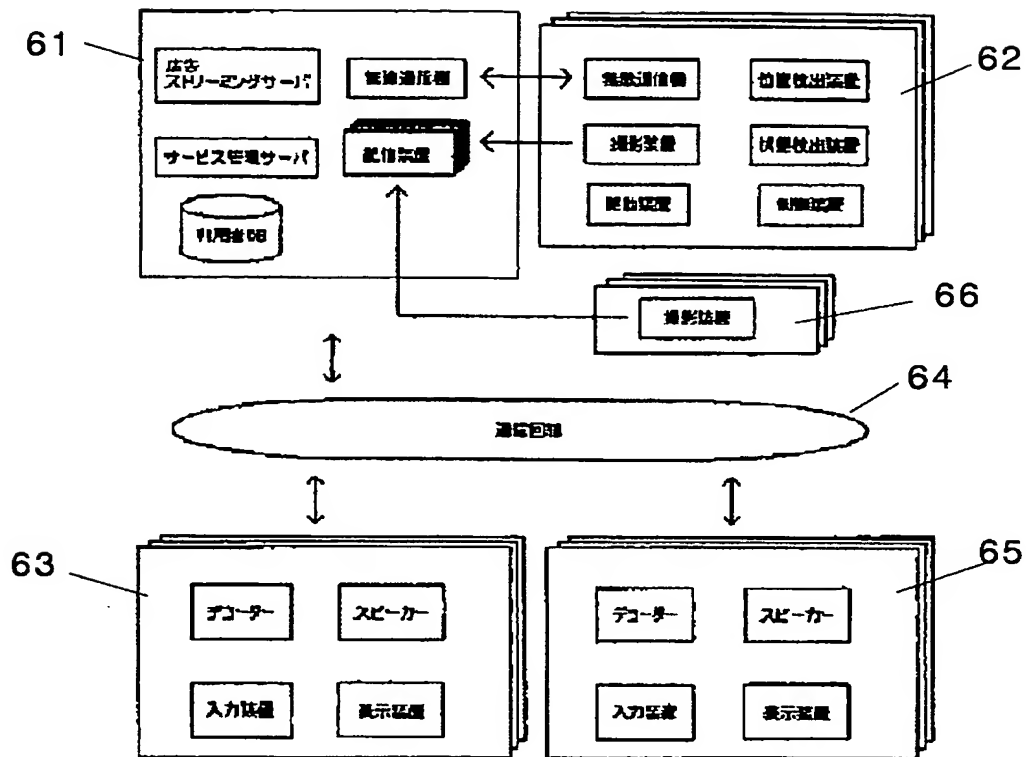 61
広告
ストリーミングサーバ
無線通信機
サービス管理サーバ
配信装置
利用者DB
62
無線通信機
位置検出装置
撮影装置
状態検出装置
駆動装置
制御装置
撮影装置
66
64
通信回線
63
デコーダー
スピーカー
入力装置
表示装置
65
デコーダー
スピーカー
入力装置
表示装置